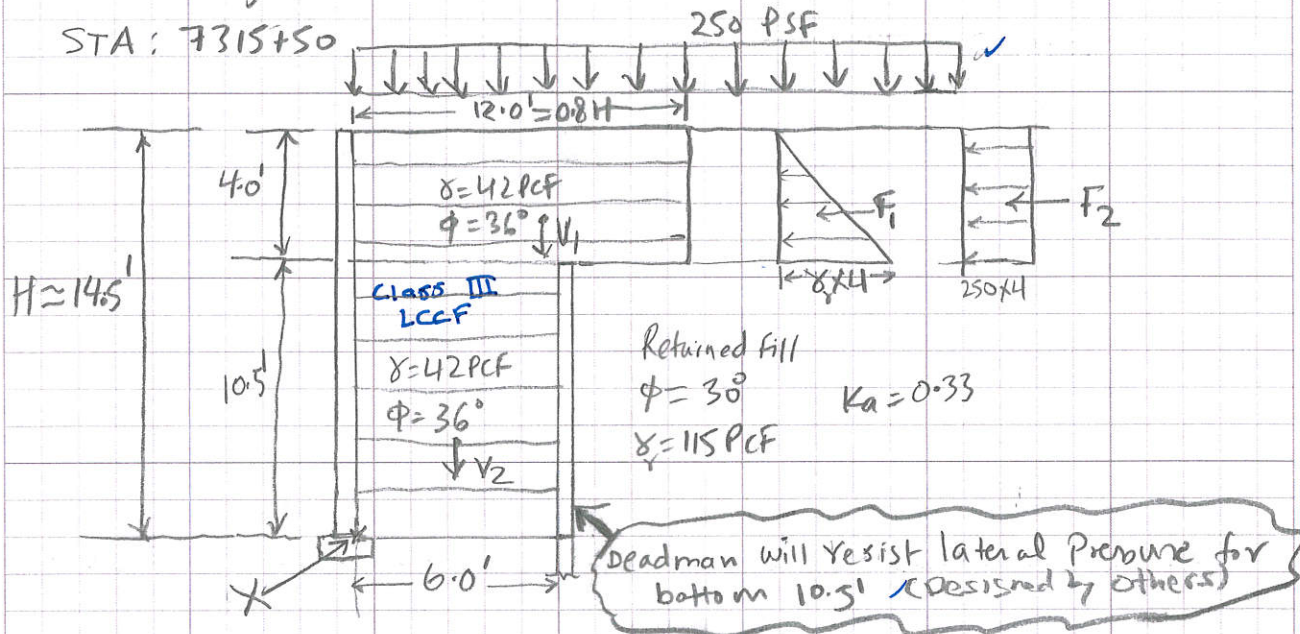 STA: 7315+50
250 PSF
12.0'=0.8H
4.0'
γ=42PCF
φ=36°
V1
F1
F2
γrx4
250x4
H≃14.5'
Class III
LCCF
10.5'
γ=42PCF
φ=36°
V2
Retained fill
φ=30°
Ka=0.33
γr=115PCF
X
6.0'
Deadman will resist lateral Pressure for
bottom 10.5' (Designed by others)